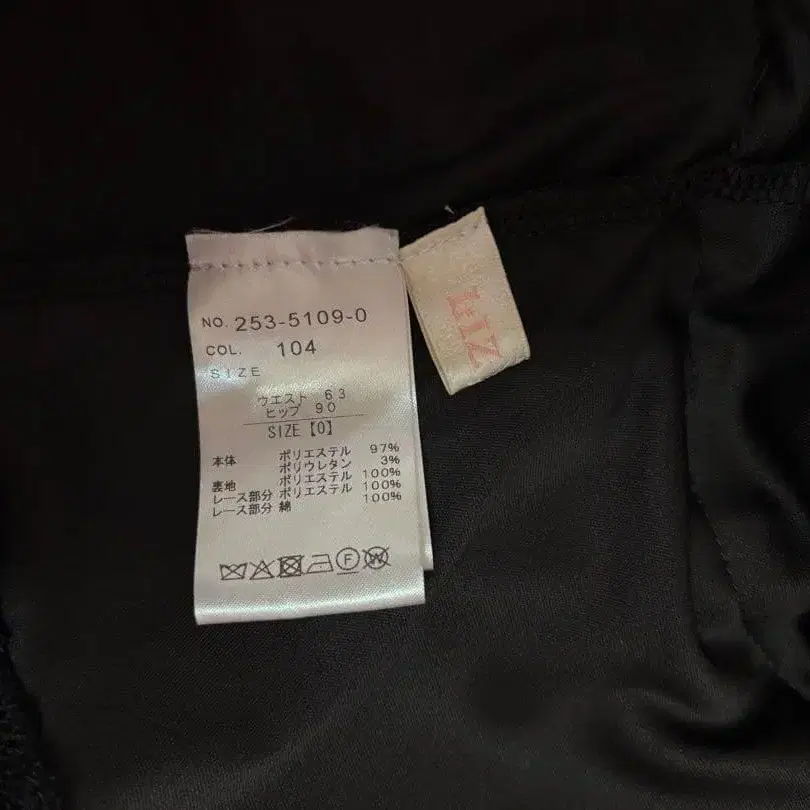 NO. 253-5109-0
COL. 104
SIZE
ウエスト 63
ヒップ 90
SIZE【0】
本体 ポリエステル 97%
ポリウレタン 3%
裏地 ポリエステル 100%
レース部分 ポリエステル 100%
レース部分 綿 100%
F
W
LIZ